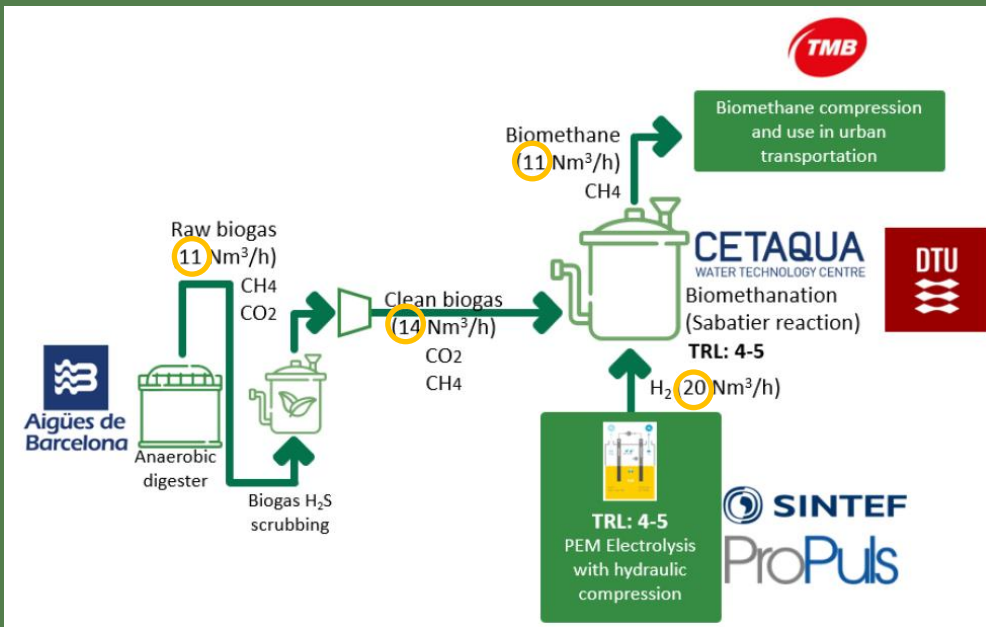 TMB
Biomethane compression
and use in urban
transportation
Biomethane
(11 Nm³/h)
CH4
Raw biogas
11 Nm³/h)
CH4
CO2
Clean biogas
(14 Nm³/h)
CO2
CH4
CETAQUA
WATER TECHNOLOGY CENTRE
DTU
Biomethanation
(Sabatier reaction)
TRL: 4-5
H₂ (20 Nm³/h)
Aigües de
Barcelona
Anaerobic
digester
Biogas H₂S
scrubbing
TRL: 4-5
PEM Electrolysis
with hydraulic
compression
SINTEF
ProPuls